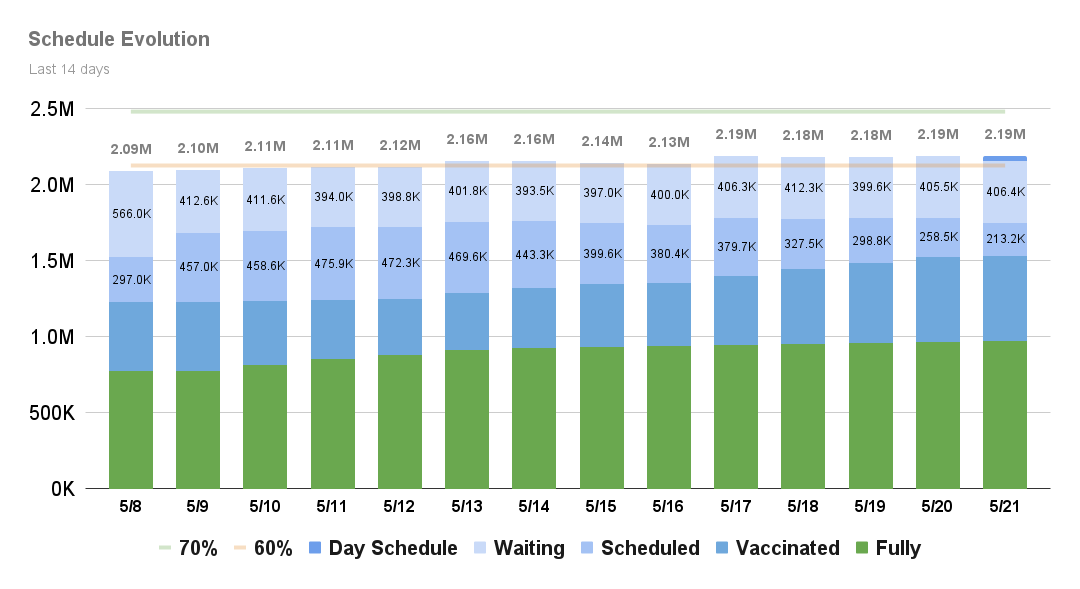 Schedule Evolution
Last 14 days
2.5M
2.0M
1.5M
1.0M
500K
0K
2.09M 2.10M 2.11M 2.11M 2.12M 2.16M 2.16M 2.14M 2.13M 2.19M 2.18M 2.18M 2.19M 2.19M
566.0K 412.6K 411.6K 394.0K 398.8K 401.8K 393.5K 397.0K 400.0K 406.3K 412.3K 399.6K 405.5K 406.4K
297.0K 457.0K 458.6K 475.9K 472.3K 469.6K 443.3K 399.6K 380.4K 379.7K 327.5K 298.8K 258.5K 213.2K
5/8 5/9 5/10 5/11 5/12 5/13 5/14 5/15 5/16 5/17 5/18 5/19 5/20 5/21
70% 60% Day Schedule Waiting Scheduled Vaccinated Fully